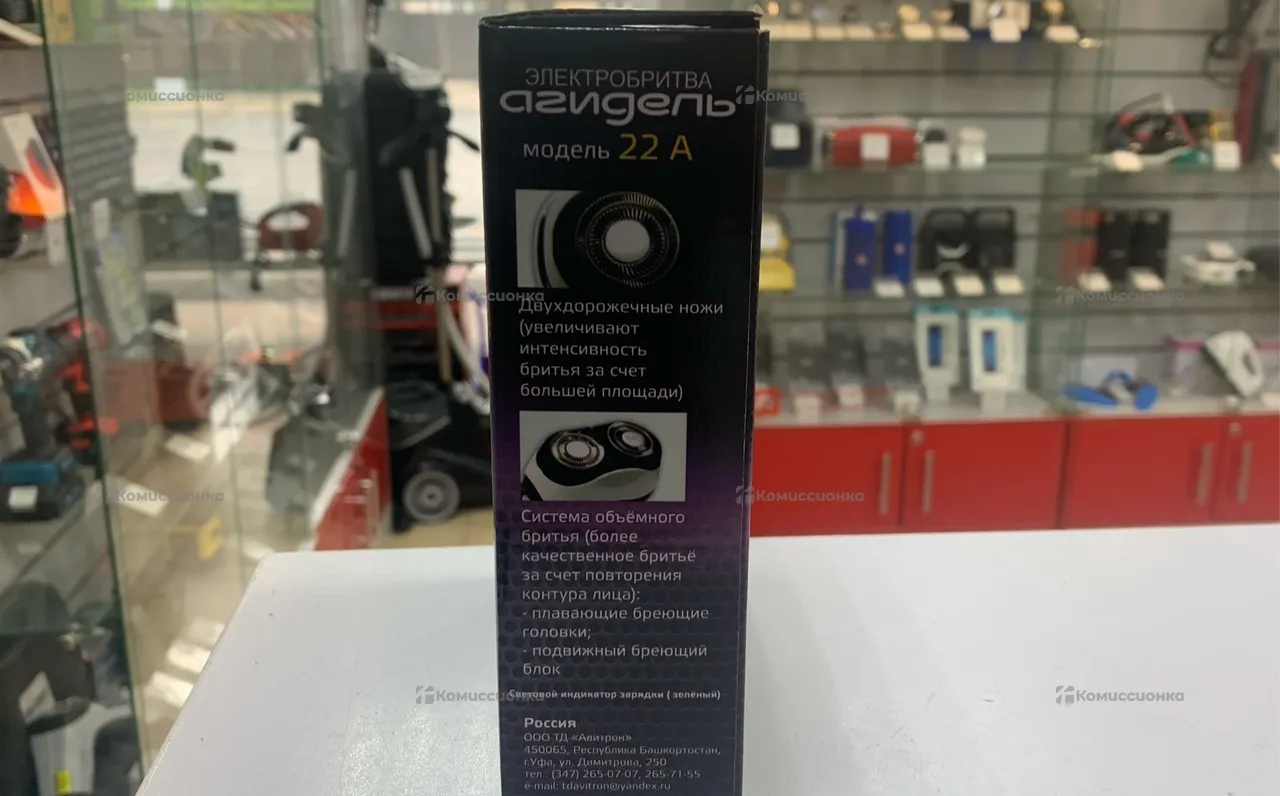 ЭЛЕКТРОБРИТВА
агидель
модель 22 А
Двухдорожечные ножи
(увеличивают
интенсивность
бритья за счет
большей площади)
Система объёмного
бритья (более
качественное бритьё
за счет повторения
контура лица):
- плавающие бреющие
головки;
- подвижный бреющий
блок
Световой индикатор зарядки ( зелёный)
Россия
ООО ТД «Авитрон»
450065, Республика Башкортостан,
г.Уфа, ул. Димитрова, 250
тел.: (347) 265-07-07, 265-71-55
e-mail: tdavitron@yandex.ru
Комиссионка
Комиссионка
Комиссионка
Комиссионка
Комиссионка
Комиссионка